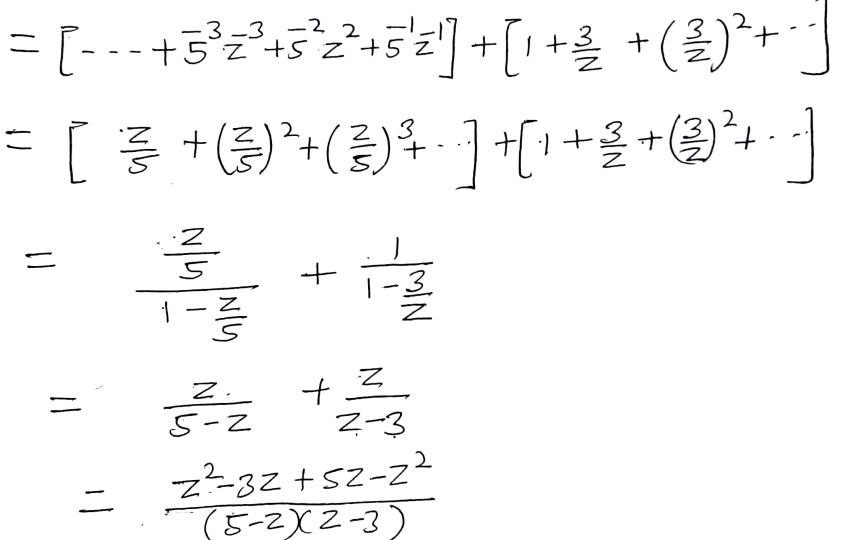 = [--- + 5̄³z̄³ + 5̄²z² + 5̄¹z̄¹] + [1 + 3/z + (3/z)² + ...]
= [z/5 + (z/5)² + (z/5)³ + ...] + [1 + 3/z + (3/z)² + ...]
= (z/5)/(1 - z/5) + 1/(1 - 3/z)
= z/(5-z) + z/(z-3)
= (z² - 3z + 5z - z²)/((5-z)(z-3))